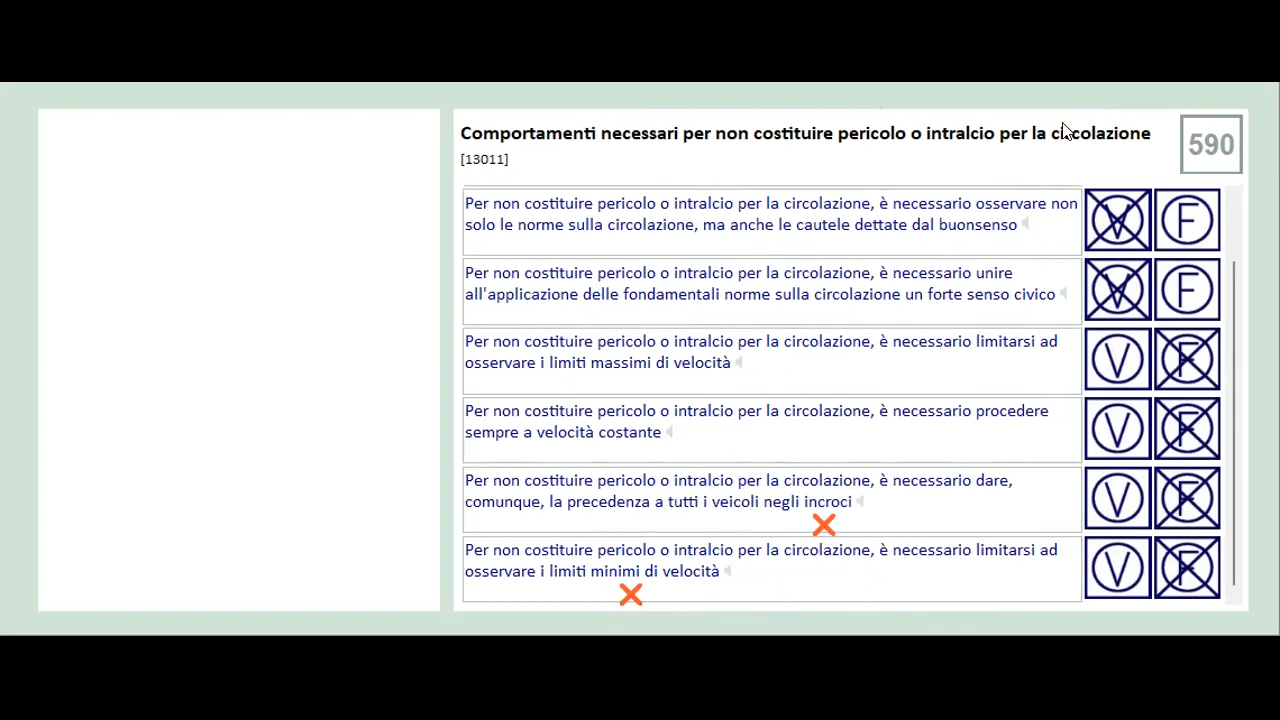 Comportamenti necessari per non costituire pericolo o intralcio per la circolazione
590
[13011]
Per non costituire pericolo o intralcio per la circolazione, è necessario osservare non
solo le norme sulla circolazione, ma anche le cautele dettate dal buonsenso
V F
Per non costituire pericolo o intralcio per la circolazione, è necessario unire
all'applicazione delle fondamentali norme sulla circolazione un forte senso civico
V F
Per non costituire pericolo o intralcio per la circolazione, è necessario limitarsi ad
osservare i limiti massimi di velocità
V F
Per non costituire pericolo o intralcio per la circolazione, è necessario procedere
sempre a velocità costante
V F
Per non costituire pericolo o intralcio per la circolazione, è necessario dare,
comunque, la precedenza a tutti i veicoli negli incroci
V F
Per non costituire pericolo o intralcio per la circolazione, è necessario limitarsi ad
osservare i limiti minimi di velocità
V F